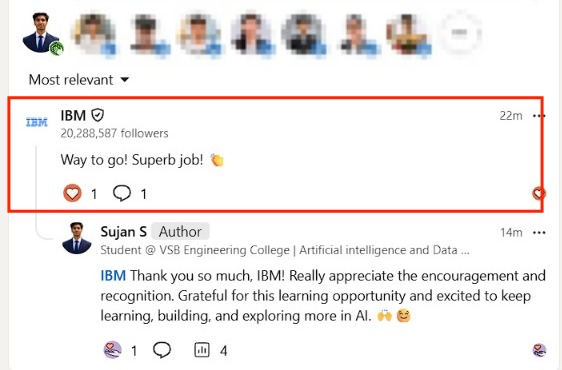 Most relevant
IBM
22m
IBM
20,288,587 followers
Way to go! Superb job! 👏
1
1
Sujan S Author
14m
Student @ VSB Engineering College | Artificial intelligence and Data ...
IBM Thank you so much, IBM! Really appreciate the encouragement and
recognition. Grateful for this learning opportunity and excited to keep
learning, building, and exploring more in AI. 🙌 😊
1
4